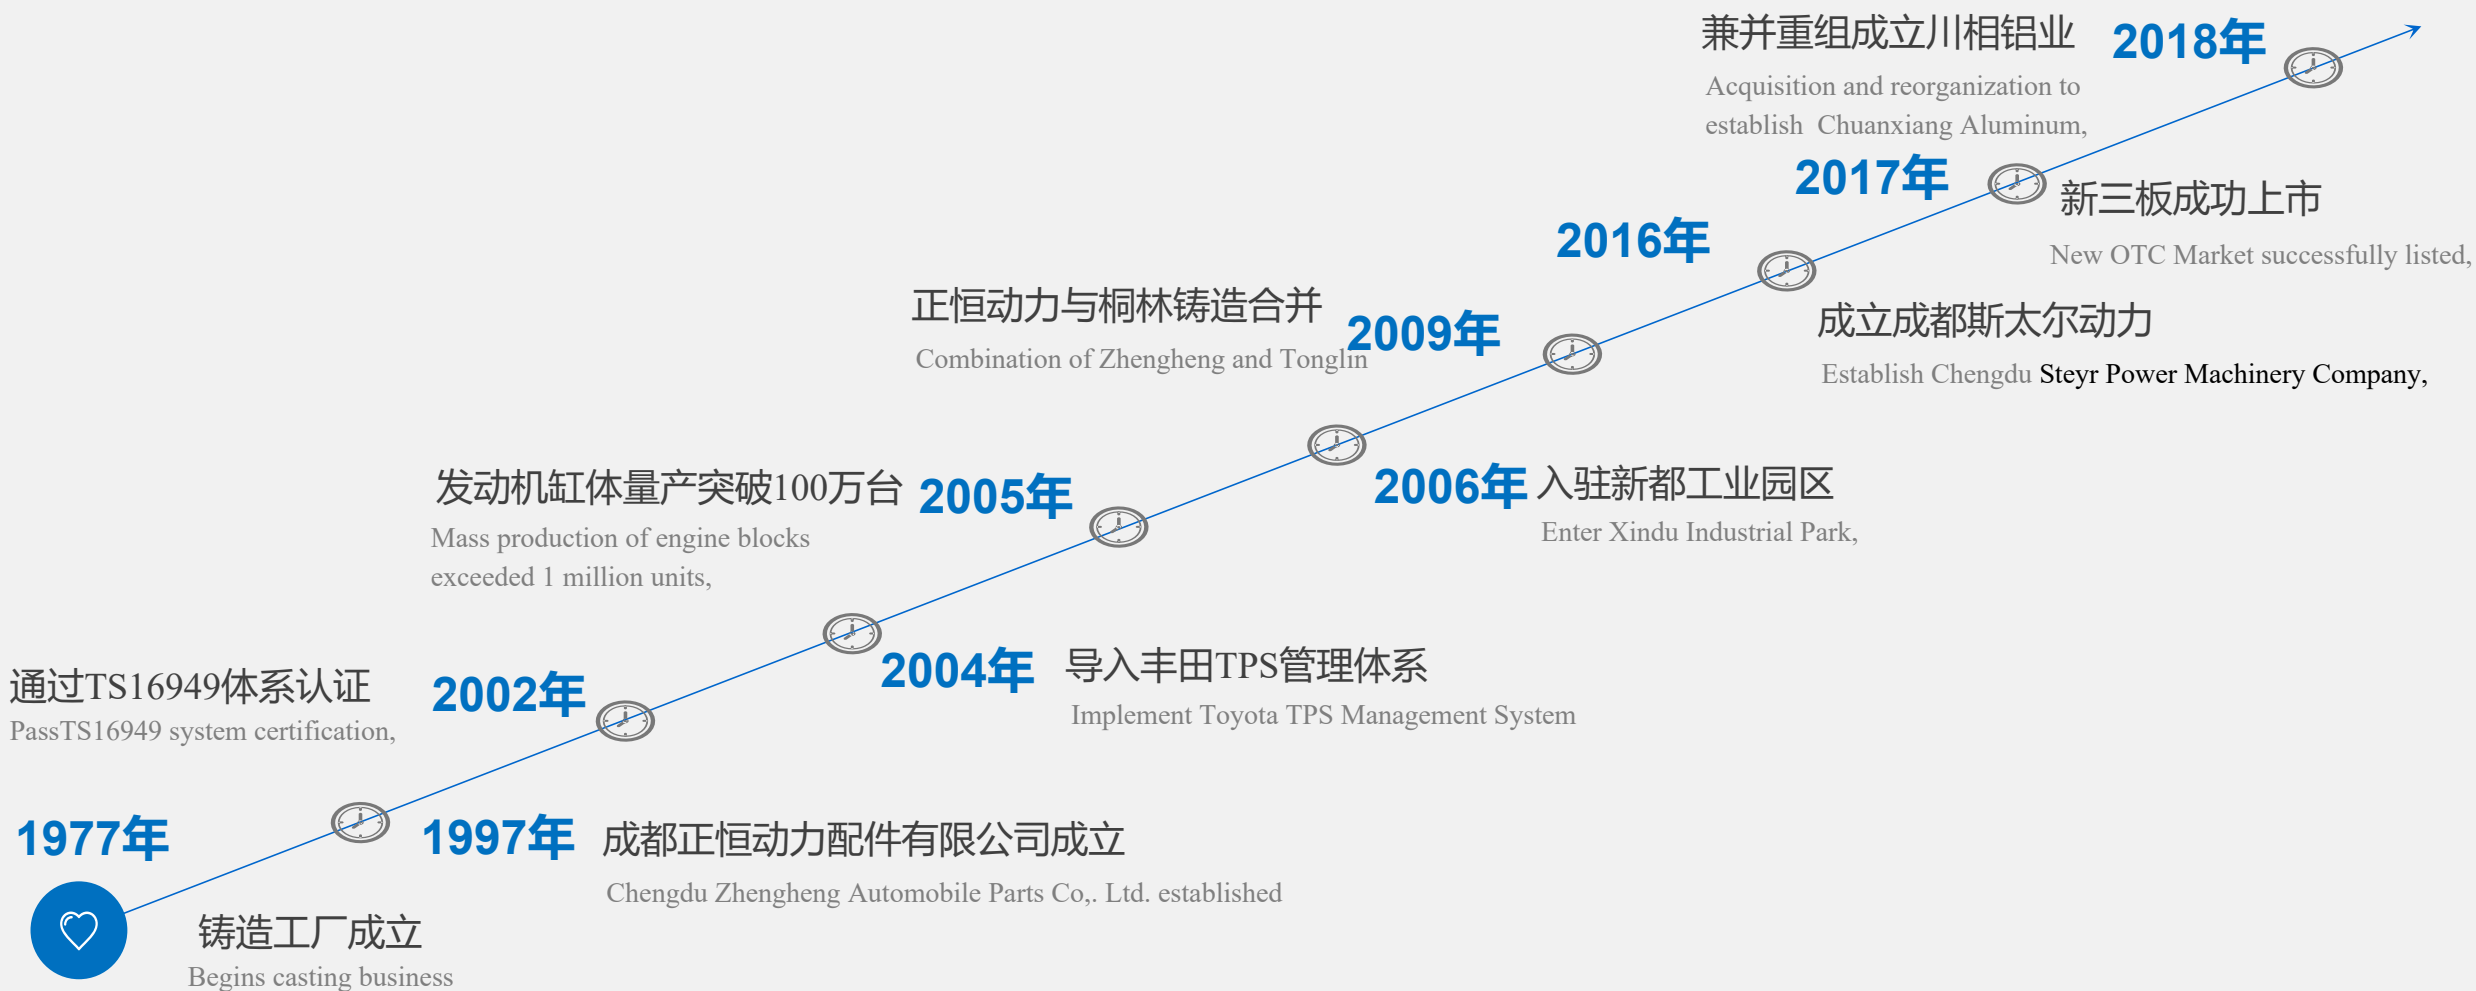 兼并重组成立川相铝业
2018年
Acquisition and reorganization to
establish  Chuanxiang Aluminum,
2017年
新三板成功上市
New OTC Market successfully listed,
2016年
成立成都斯太尔动力
Establish Chengdu Steyr Power Machinery Company,
正恒动力与桐林铸造合并
2009年
Combination of Zhengheng and Tonglin
2006年
入驻新都工业园区
Enter Xindu Industrial Park,
发动机缸体量产突破100万台
2005年
Mass production of engine blocks
exceeded 1 million units,
2004年
导入丰田TPS管理体系
Implement Toyota TPS Management System
通过TS16949体系认证
2002年
PassTS16949 system certification,
1997年
成都正恒动力配件有限公司成立
Chengdu Zhengheng Automobile Parts Co,. Ltd. established
1977年
铸造工厂成立
Begins casting business